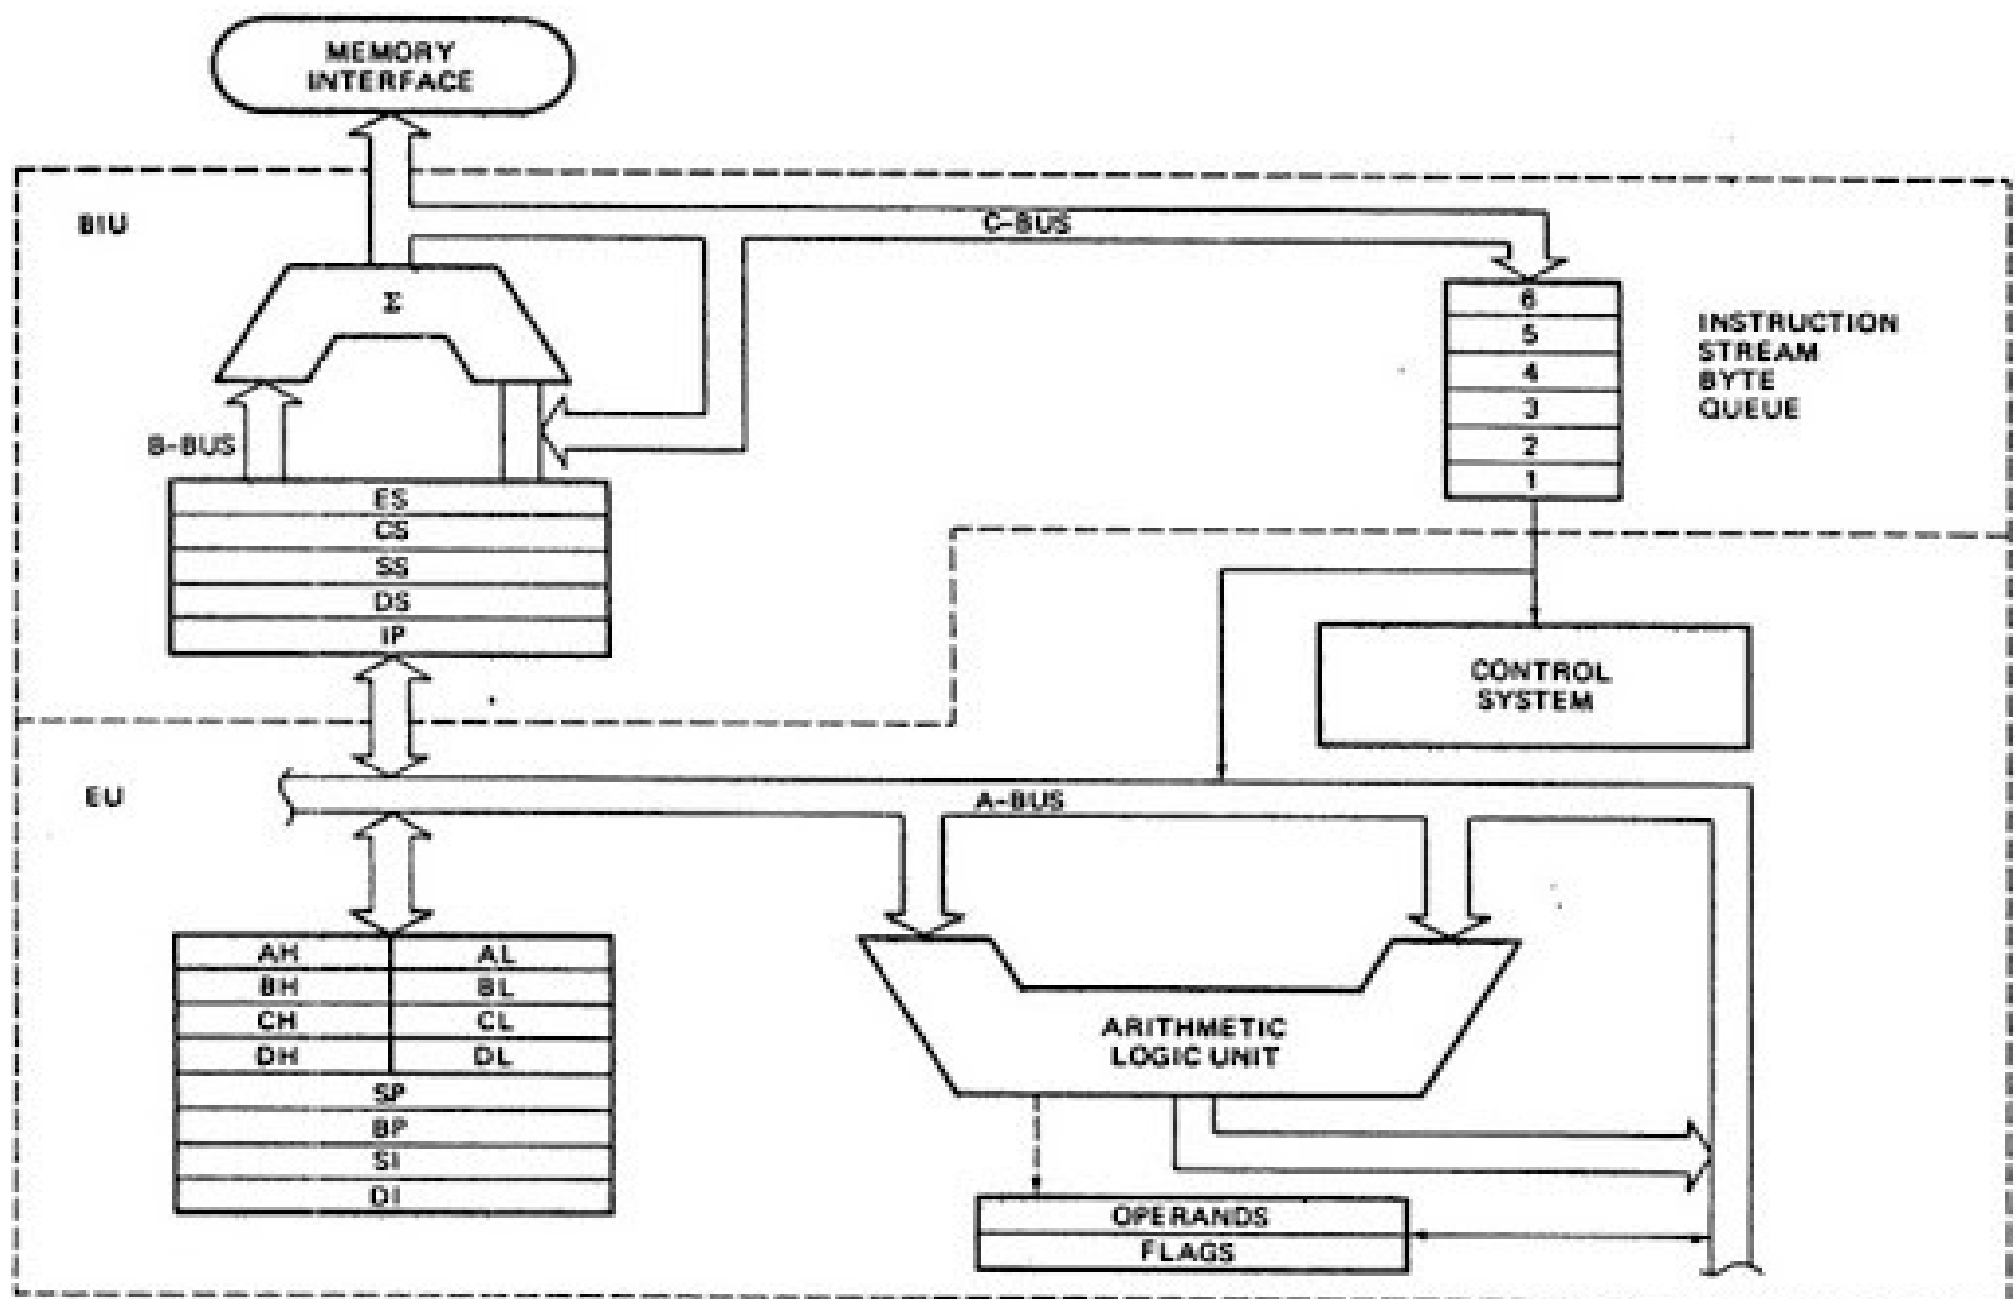 MEMORY
INTERFACE
BIU
C-BUS
Σ
6
5
4
3
2
1
INSTRUCTION
STREAM
BYTE
QUEUE
B-BUS
ES
CS
SS
DS
IP
CONTROL
SYSTEM
EU
A-BUS
AH AL
BH BL
CH CL
DH DL
SP
BP
SI
DI
ARITHMETIC
LOGIC UNIT
OPERANDS
FLAGS